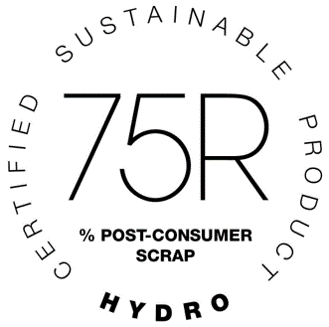 CERTIFIED SUSTAINABLE PRODUCT
75R
% POST-CONSUMER
SCRAP
HYDRO